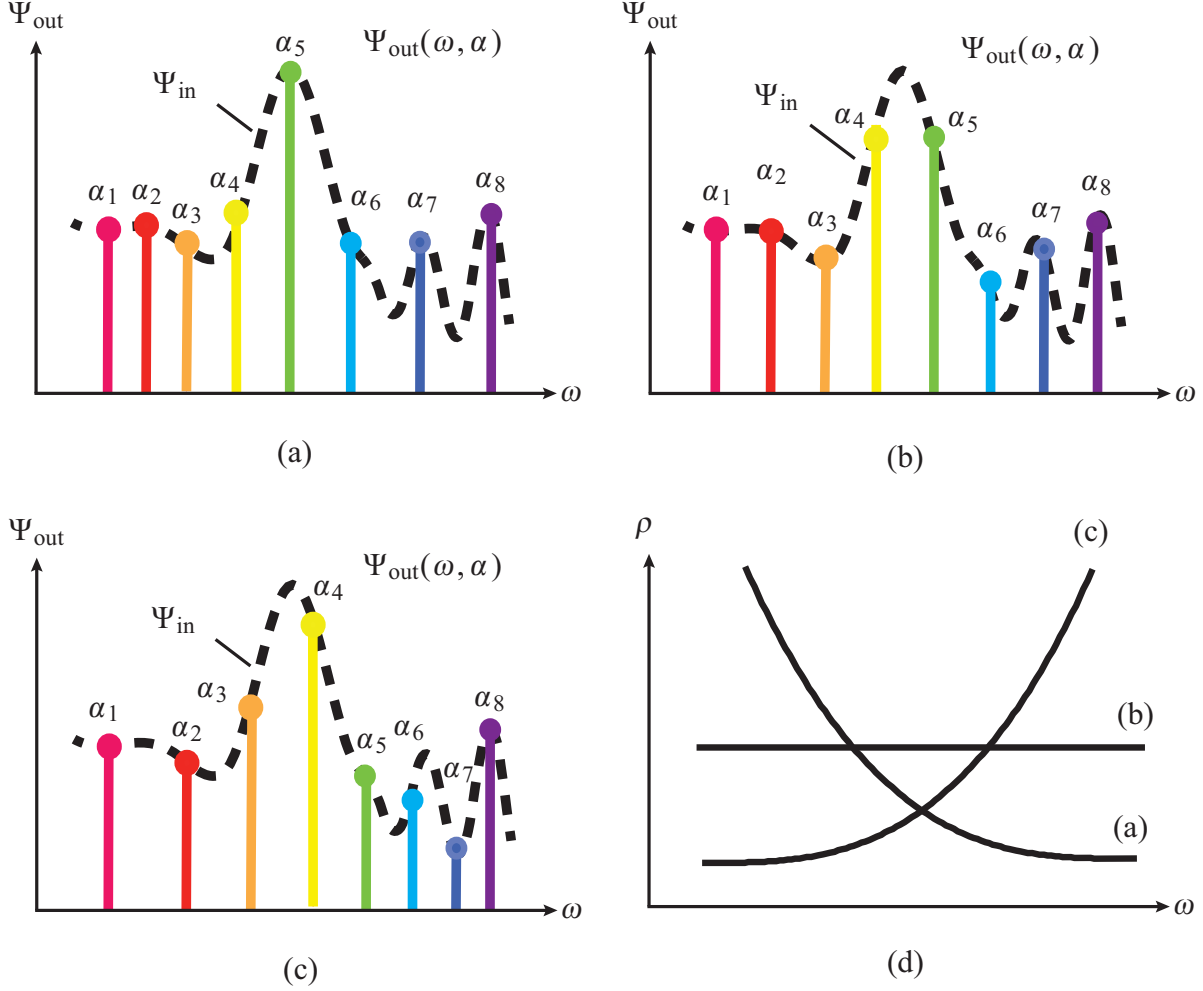 Ψout
Ψout(ω, α)
Ψin
α1
α2
α3
α4
α5
α6
α7
α8
ω
(a)
Ψout
Ψout(ω, α)
Ψin
α1
α2
α3
α4
α5
α6
α7
α8
ω
(b)
Ψout
Ψout(ω, α)
Ψin
α1
α2
α3
α4
α5
α6
α7
α8
ω
(c)
ρ
(c)
(b)
(a)
ω
(d)